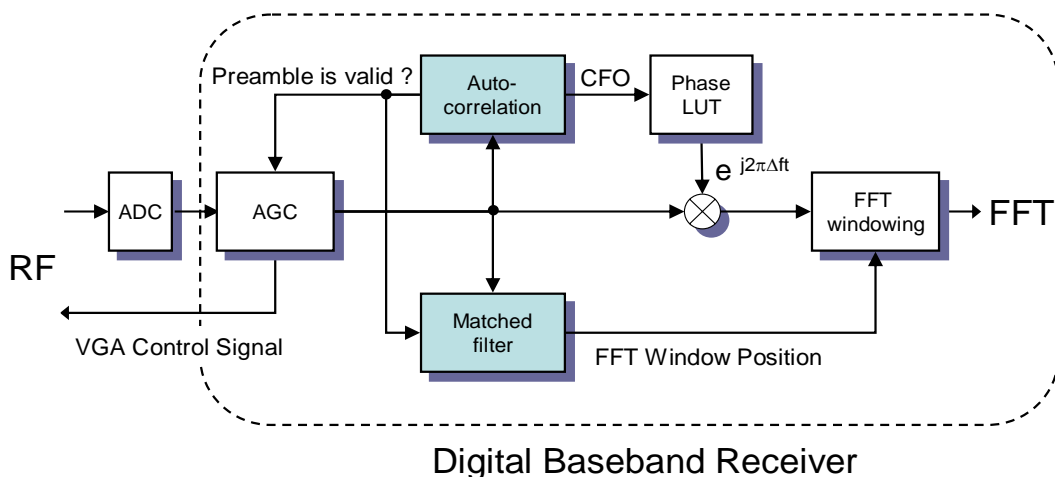 Preamble is valid ?
Auto-
correlation
CFO
Phase
LUT
e j2πΔft
ADC
AGC
FFT
windowing
FFT
RF
VGA Control Signal
Matched
filter
FFT Window Position
Digital Baseband Receiver